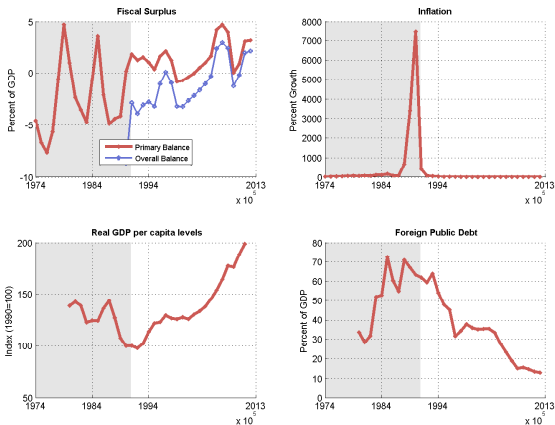 Fiscal Surplus
Percent of GDP
5
0
-5
-10
Primary Balance
Overall Balance
1974 1984 1994 2013
x 10 5
Inflation
Percent Growth
8000
7000
6000
5000
4000
3000
2000
1000
0
1974 1984 1994 2013
x 10 5
Real GDP per capita levels
Index (1990=100)
200
150
100
50
1974 1984 1994 2013
x 10 5
Foreign Public Debt
Percent of GDP
80
70
60
50
40
30
20
10
0
1974 1984 1994 2013
x 10 5